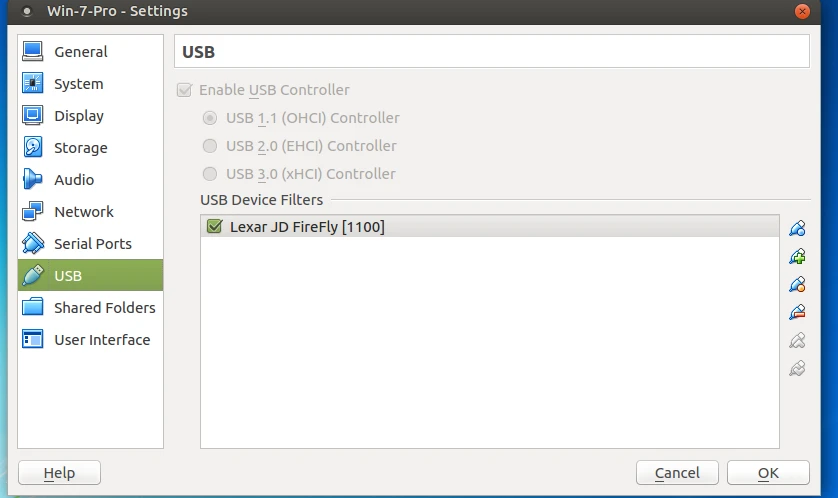 Win-7-Pro - Settings
General
System
Display
Storage
Audio
Network
Serial Ports
USB
Shared Folders
User Interface
USB
Enable USB Controller
USB 1.1 (OHCI) Controller
USB 2.0 (EHCI) Controller
USB 3.0 (xHCI) Controller
USB Device Filters
Lexar JD FireFly [1100]
Help
Cancel
OK